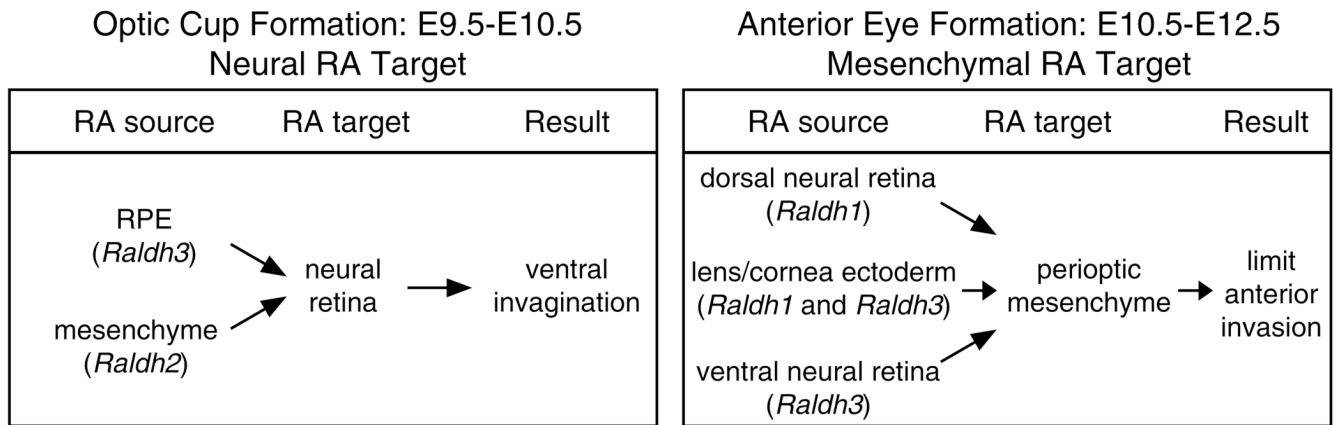 Optic Cup Formation: E9.5-E10.5
Neural RA Target
RA source RA target Result
RPE
(Raldh3)
mesenchyme
(Raldh2)
neural
retina
ventral
invagination
Anterior Eye Formation: E10.5-E12.5
Mesenchymal RA Target
RA source RA target Result
dorsal neural retina
(Raldh1)
lens/cornea ectoderm
(Raldh1 and Raldh3)
ventral neural retina
(Raldh3)
perioptic
mesenchyme
limit
anterior
invasion